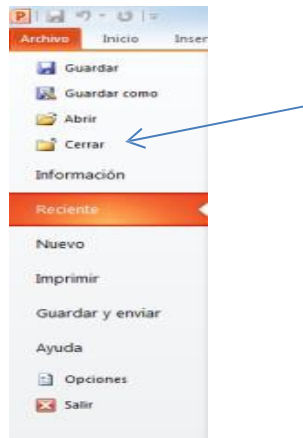 P
Archivo Inicio Inser
Guardar
Guardar como
Abrir
Cerrar
Información
Reciente
Nuevo
Imprimir
Guardar y enviar
Ayuda
Opciones
Salir